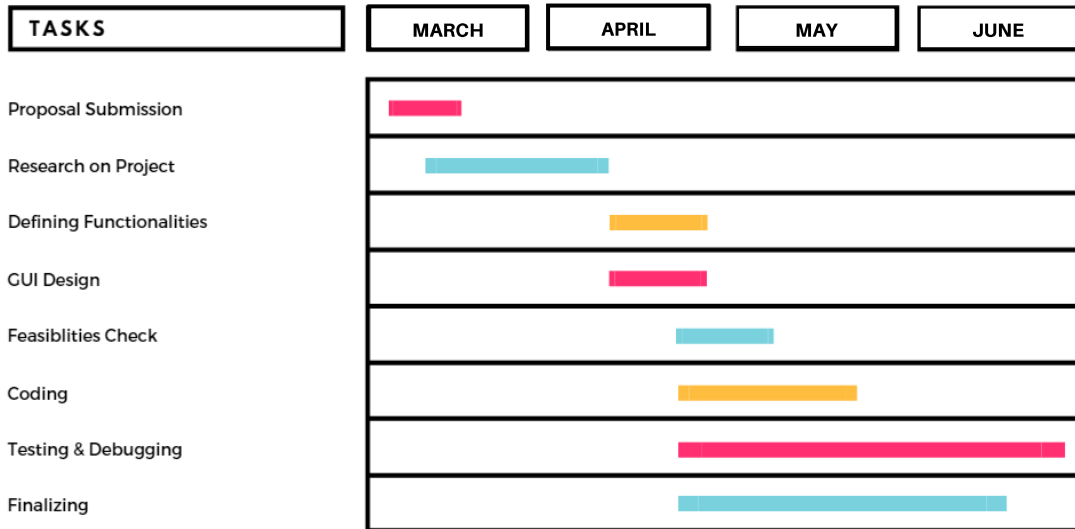 TASKS MARCH APRIL MAY JUNE
Proposal Submission
Research on Project
Defining Functionalities
GUI Design
Feasiblities Check
Coding
Testing & Debugging
Finalizing